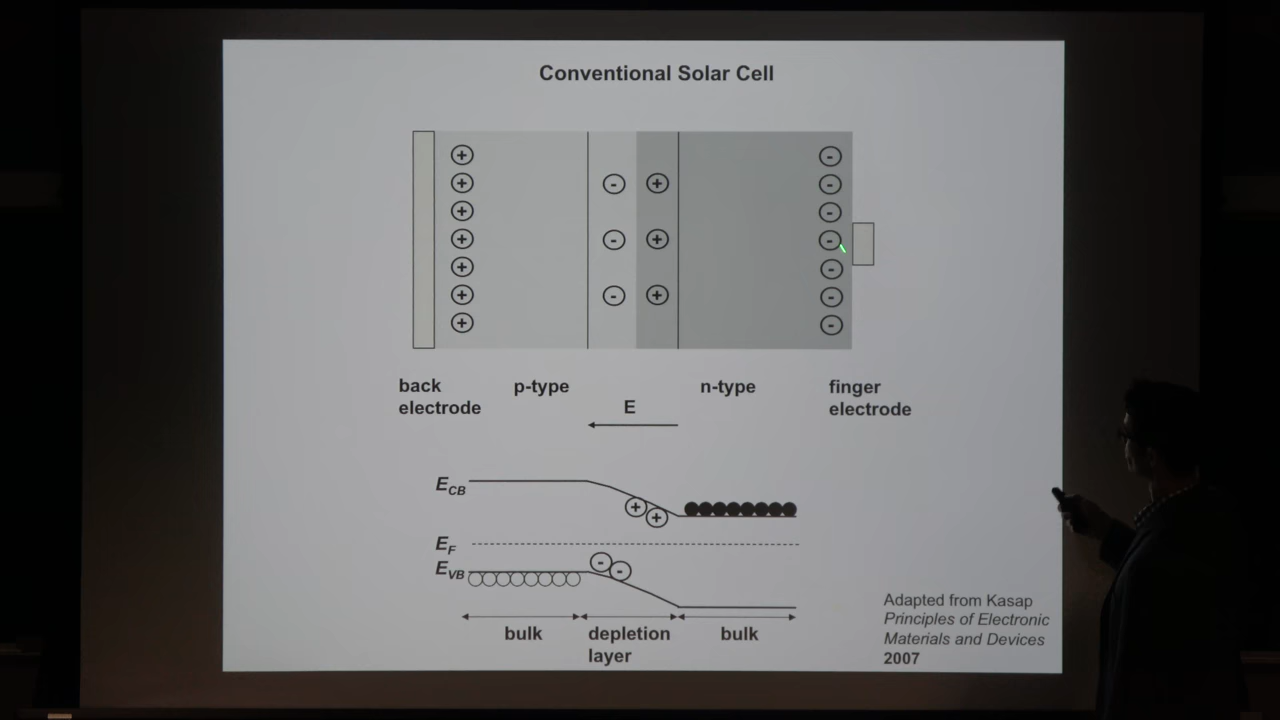 Conventional Solar Cell
+ - + -
+ - + -
+ - + -
+ - + -
+ - + -
+ - + -
+ - + -
back electrode
p-type
n-type
finger electrode
E
E_CB
+ +
E_F
- -
E_VB
bulk
depletion layer
bulk
Adapted from Kasap
Principles of Electronic
Materials and Devices
2007